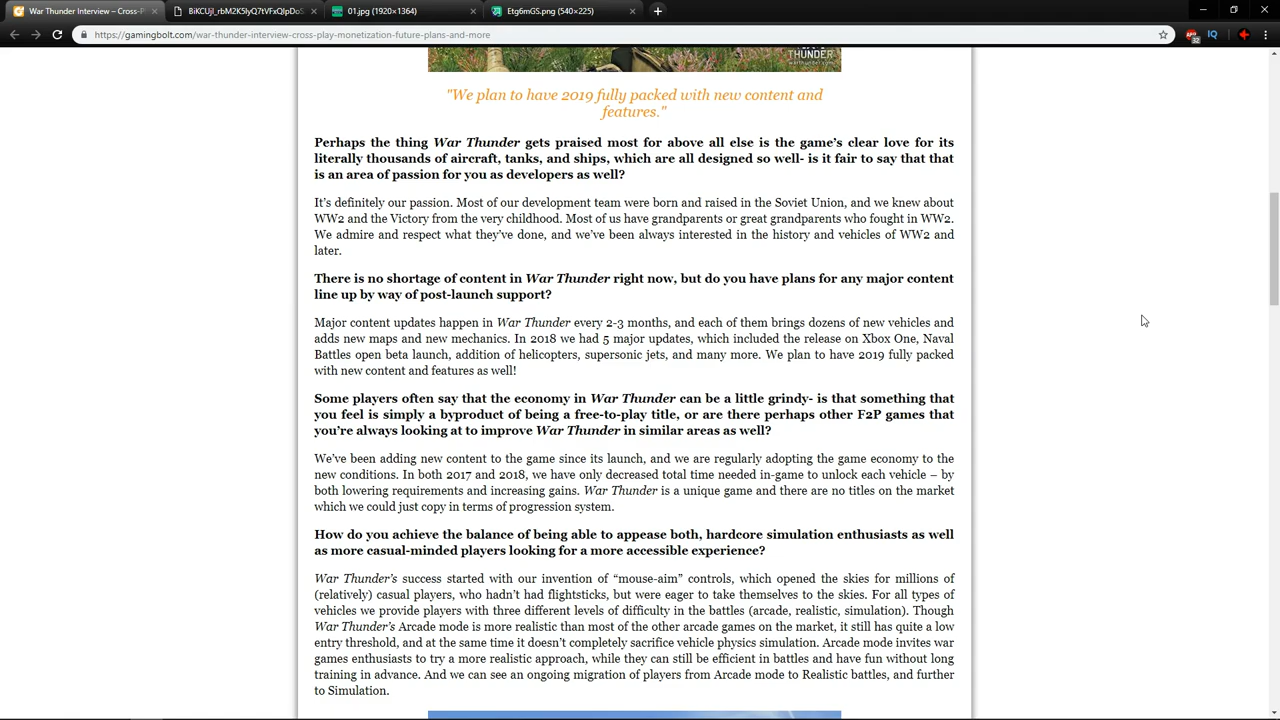 War Thunder Interview – Cross-P
BiKCUjl_rbM2K5lyQ7tVFxQlpDoS
01.jpg (1920×1364)
Etg6mGS.png (540×225)
https://gamingbolt.com/war-thunder-interview-cross-play-monetization-future-plans-and-more
52
IQ
THUNDER
warthunder.com
"We plan to have 2019 fully packed with new content and
features."
Perhaps the thing War Thunder gets praised most for above all else is the game's clear love for its
literally thousands of aircraft, tanks, and ships, which are all designed so well- is it fair to say that that
is an area of passion for you as developers as well?
It's definitely our passion. Most of our development team were born and raised in the Soviet Union, and we knew about
WW2 and the Victory from the very childhood. Most of us have grandparents or great grandparents who fought in WW2.
We admire and respect what they've done, and we've been always interested in the history and vehicles of WW2 and
later.
There is no shortage of content in War Thunder right now, but do you have plans for any major content
line up by way of post-launch support?
Major content updates happen in War Thunder every 2-3 months, and each of them brings dozens of new vehicles and
adds new maps and new mechanics. In 2018 we had 5 major updates, which included the release on Xbox One, Naval
Battles open beta launch, addition of helicopters, supersonic jets, and many more. We plan to have 2019 fully packed
with new content and features as well!
Some players often say that the economy in War Thunder can be a little grindy- is that something that
you feel is simply a byproduct of being a free-to-play title, or are there perhaps other F2P games that
you're always looking at to improve War Thunder in similar areas as well?
We've been adding new content to the game since its launch, and we are regularly adopting the game economy to the
new conditions. In both 2017 and 2018, we have only decreased total time needed in-game to unlock each vehicle – by
both lowering requirements and increasing gains. War Thunder is a unique game and there are no titles on the market
which we could just copy in terms of progression system.
How do you achieve the balance of being able to appease both, hardcore simulation enthusiasts as well
as more casual-minded players looking for a more accessible experience?
War Thunder's success started with our invention of "mouse-aim" controls, which opened the skies for millions of
(relatively) casual players, who hadn't had flightsticks, but were eager to take themselves to the skies. For all types of
vehicles we provide players with three different levels of difficulty in the battles (arcade, realistic, simulation). Though
War Thunder's Arcade mode is more realistic than most of the other arcade games on the market, it still has quite a low
entry threshold, and at the same time it doesn't completely sacrifice vehicle physics simulation. Arcade mode invites war
games enthusiasts to try a more realistic approach, while they can still be efficient in battles and have fun without long
training in advance. And we can see an ongoing migration of players from Arcade mode to Realistic battles, and further
to Simulation.